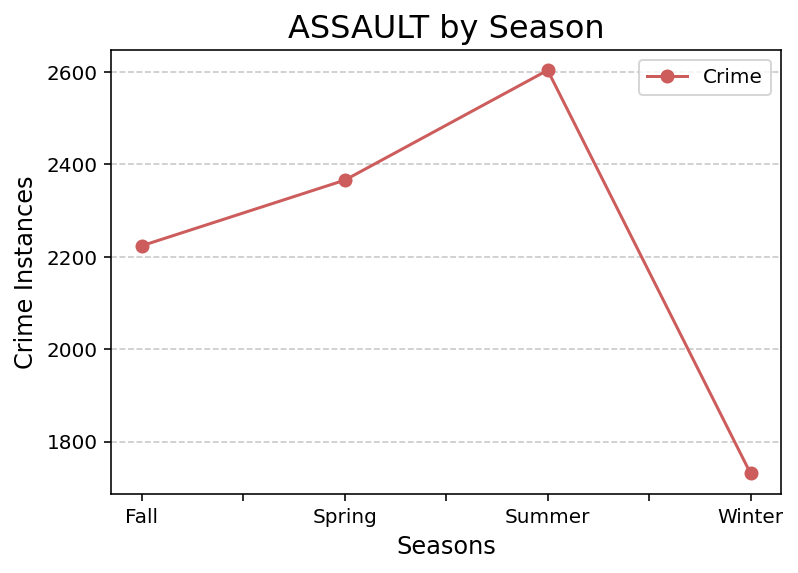 ASSAULT by Season
Crime
2600
2400
2200
2000
1800
Crime Instances
Fall Spring Summer Winter
Seasons